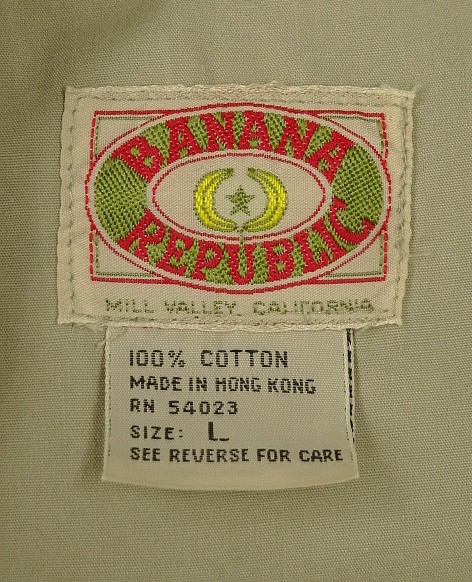 BANANA
REPUBLIC
MILL VALLEY, CALIFORNIA
100% COTTON
MADE IN HONG KONG
RN 54023
SIZE: L
SEE REVERSE FOR CARE